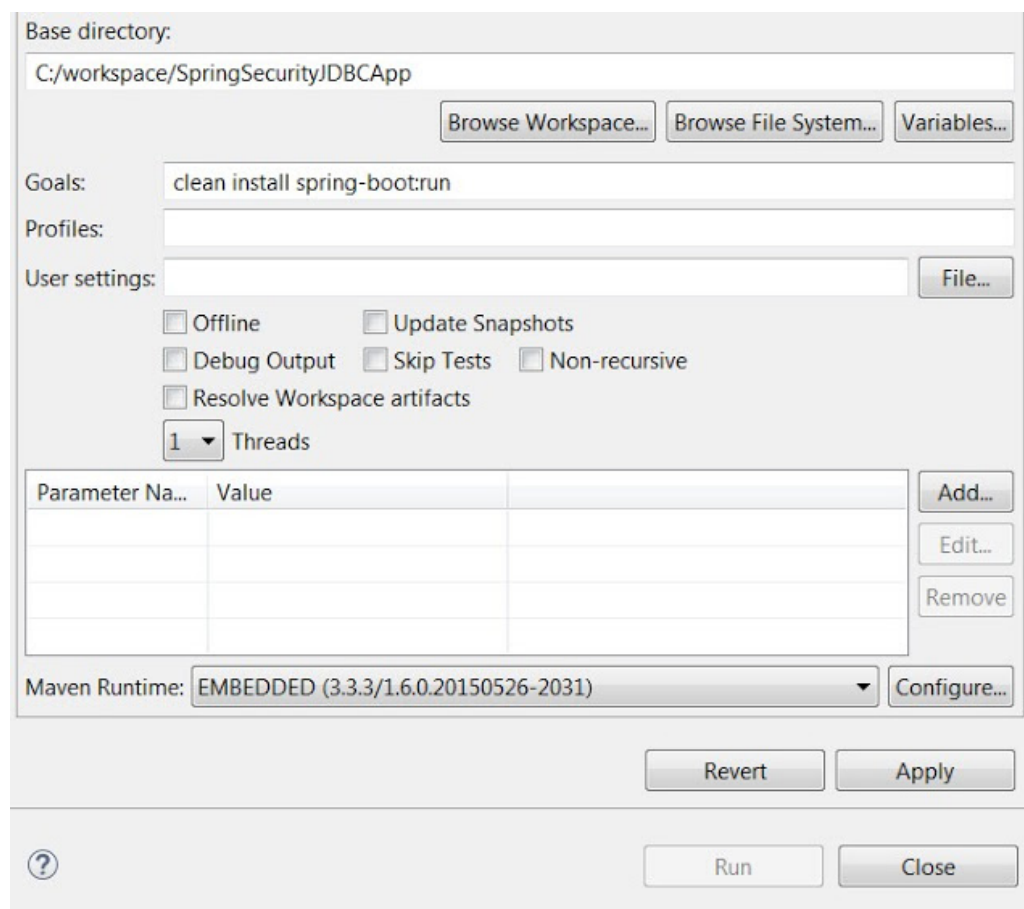 Base directory:
C:/workspace/SpringSecurityJDBCApp
Browse Workspace... Browse File System... Variables...
Goals: clean install spring-boot:run
Profiles:
User settings: File...
Offline Update Snapshots
Debug Output Skip Tests Non-recursive
Resolve Workspace artifacts
1 Threads
Parameter Na... Value Add...
Edit...
Remove
Maven Runtime: EMBEDDED (3.3.3/1.6.0.20150526-2031) Configure...
Revert Apply
? Run Close